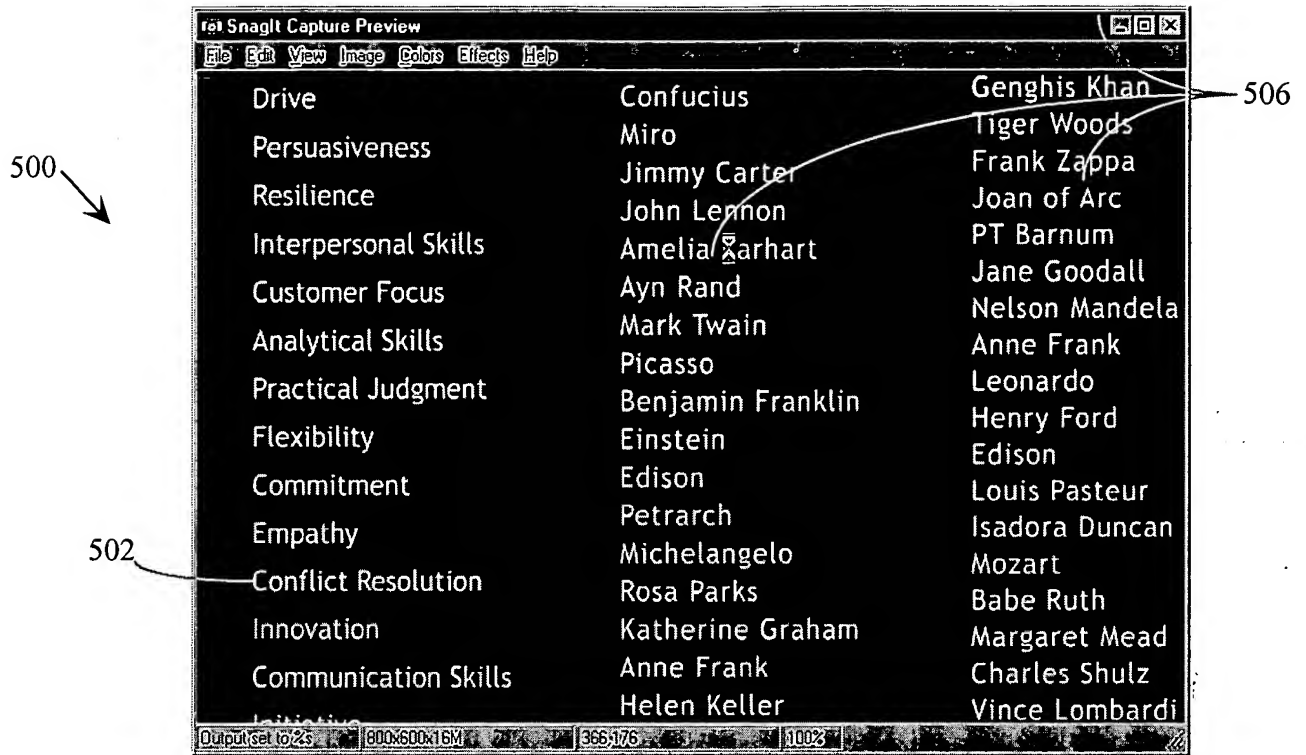 SnagIt Capture Preview
File Edit View Image Colors Effects Help
500
502
506
Drive
Persuasiveness
Resilience
Interpersonal Skills
Customer Focus
Analytical Skills
Practical Judgment
Flexibility
Commitment
Empathy
Conflict Resolution
Innovation
Communication Skills
Initiative
Confucius
Miro
Jimmy Carter
John Lennon
Amelia Earhart
Ayn Rand
Mark Twain
Picasso
Benjamin Franklin
Einstein
Edison
Petrarch
Michelangelo
Rosa Parks
Katherine Graham
Anne Frank
Helen Keller
Genghis Khan
Tiger Woods
Frank Zappa
Joan of Arc
PT Barnum
Jane Goodall
Nelson Mandela
Anne Frank
Leonardo
Henry Ford
Edison
Louis Pasteur
Isadora Duncan
Mozart
Babe Ruth
Margaret Mead
Charles Shulz
Vince Lombardi
Output set to %s 800x600x16M 366,176 100%